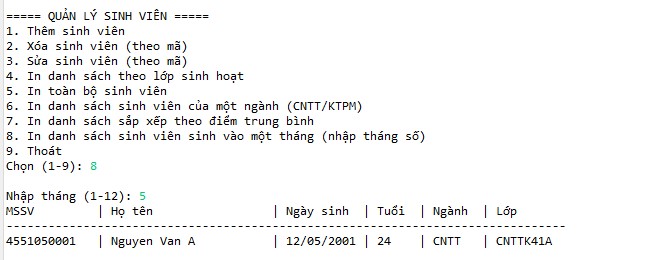 ===== QUẢN LÝ SINH VIÊN =====
1. Thêm sinh viên
2. Xóa sinh viên (theo mã)
3. Sửa sinh viên (theo mã)
4. In danh sách theo lớp sinh hoạt
5. In toàn bộ sinh viên
6. In danh sách sinh viên của một ngành (CNTT/KTPM)
7. In danh sách sắp xếp theo điểm trung bình
8. In danh sách sinh viên sinh vào một tháng (nhập tháng số)
9. Thoát
Chọn (1-9): 8

Nhập tháng (1-12): 5
MSSV         | Họ tên                 | Ngày sinh  | Tuổi  | Ngành  | Lớp
--------------------------------------------------------------------------------
4551050001   | Nguyen Van A           | 12/05/2001 | 24    | CNTT   | CNTTK41A